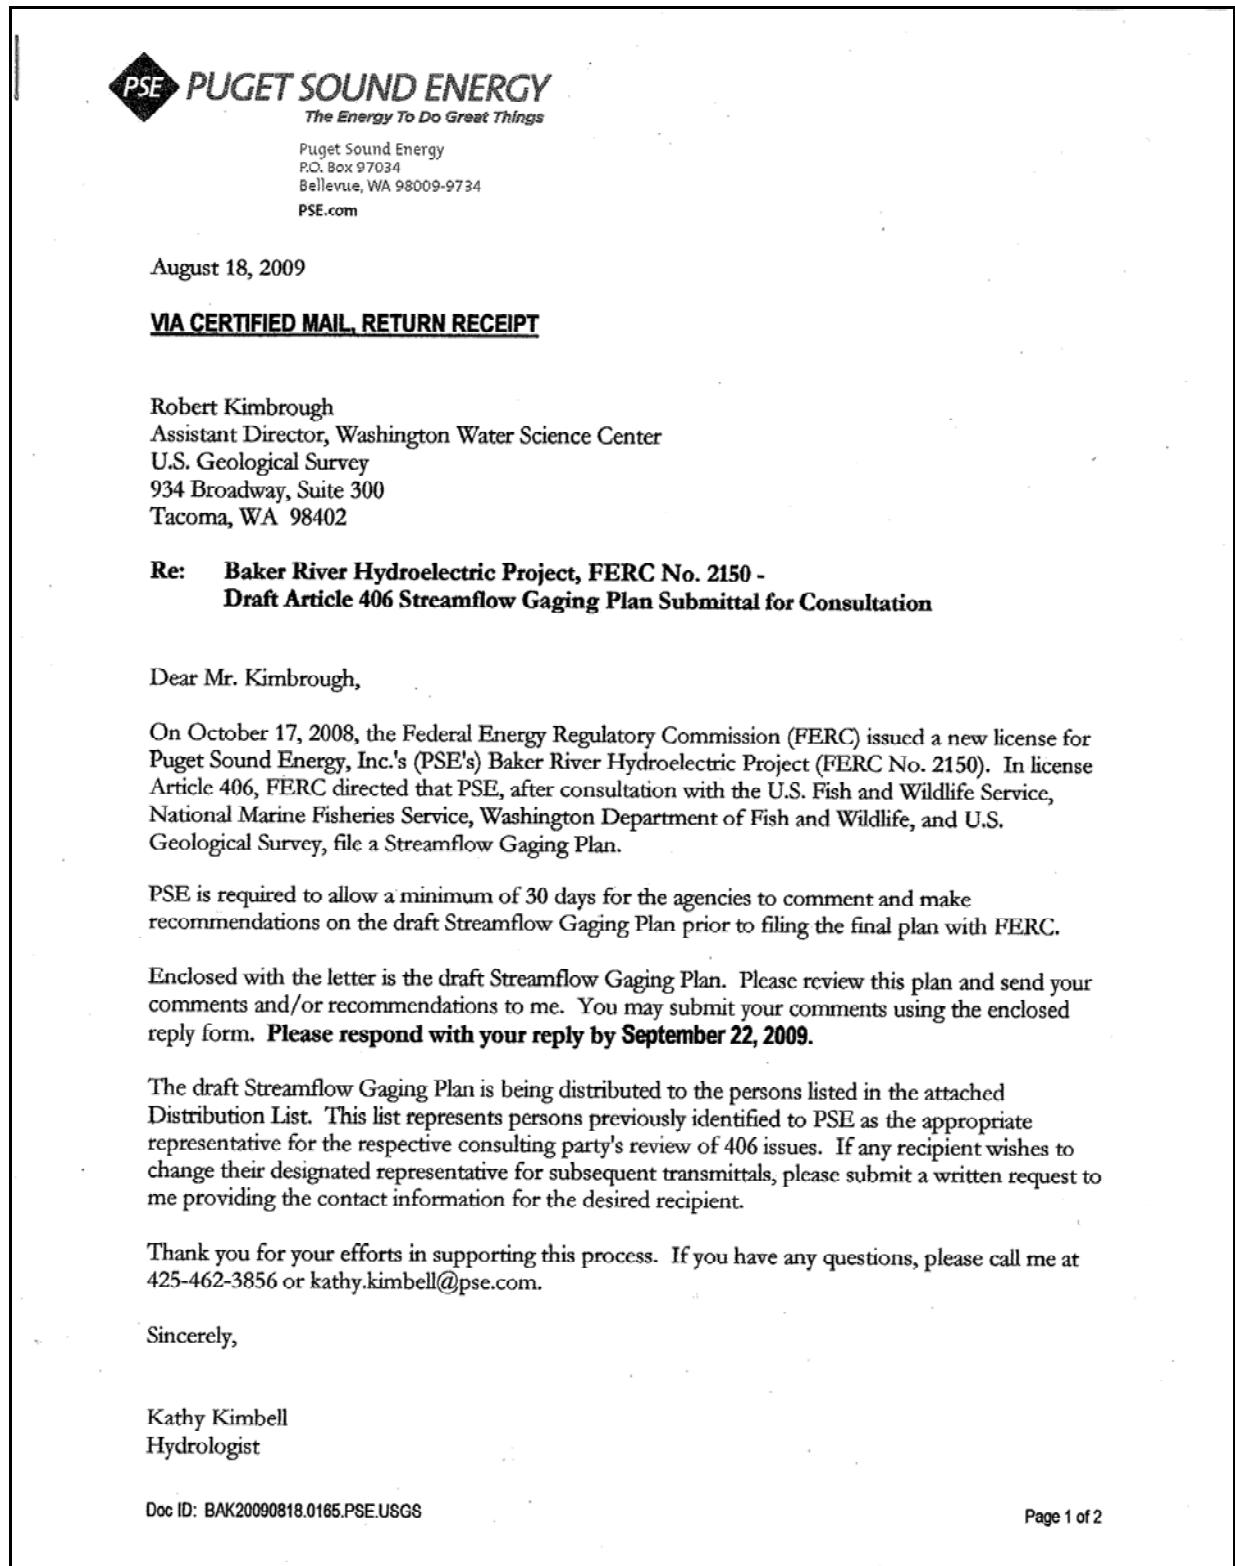 PSE PUGET SOUND ENERGY
The Energy To Do Great Things
Puget Sound Energy
P.O. Box 97034
Bellevue, WA 98009-9734
PSE.com
August 18, 2009
VIA CERTIFIED MAIL, RETURN RECEIPT
Robert Kimbrough
Assistant Director, Washington Water Science Center
U.S. Geological Survey
934 Broadway, Suite 300
Tacoma, WA 98402
Re: Baker River Hydroelectric Project, FERC No. 2150 -
Draft Article 406 Streamflow Gaging Plan Submittal for Consultation
Dear Mr. Kimbrough,
On October 17, 2008, the Federal Energy Regulatory Commission (FERC) issued a new license for
Puget Sound Energy, Inc.'s (PSE's) Baker River Hydroelectric Project (FERC No. 2150). In license
Article 406, FERC directed that PSE, after consultation with the U.S. Fish and Wildlife Service,
National Marine Fisheries Service, Washington Department of Fish and Wildlife, and U.S.
Geological Survey, file a Streamflow Gaging Plan.
PSE is required to allow a minimum of 30 days for the agencies to comment and make
recommendations on the draft Streamflow Gaging Plan prior to filing the final plan with FERC.
Enclosed with the letter is the draft Streamflow Gaging Plan. Please review this plan and send your
comments and/or recommendations to me. You may submit your comments using the enclosed
reply form. Please respond with your reply by September 22, 2009.
The draft Streamflow Gaging Plan is being distributed to the persons listed in the attached
Distribution List. This list represents persons previously identified to PSE as the appropriate
representative for the respective consulting party's review of 406 issues. If any recipient wishes to
change their designated representative for subsequent transmittals, please submit a written request to
me providing the contact information for the desired recipient.
Thank you for your efforts in supporting this process. If you have any questions, please call me at
425-462-3856 or kathy.kimbell@pse.com.
Sincerely,
Kathy Kimbell
Hydrologist
Doc ID: BAK20090818.0165.PSE.USGS
Page 1 of 2